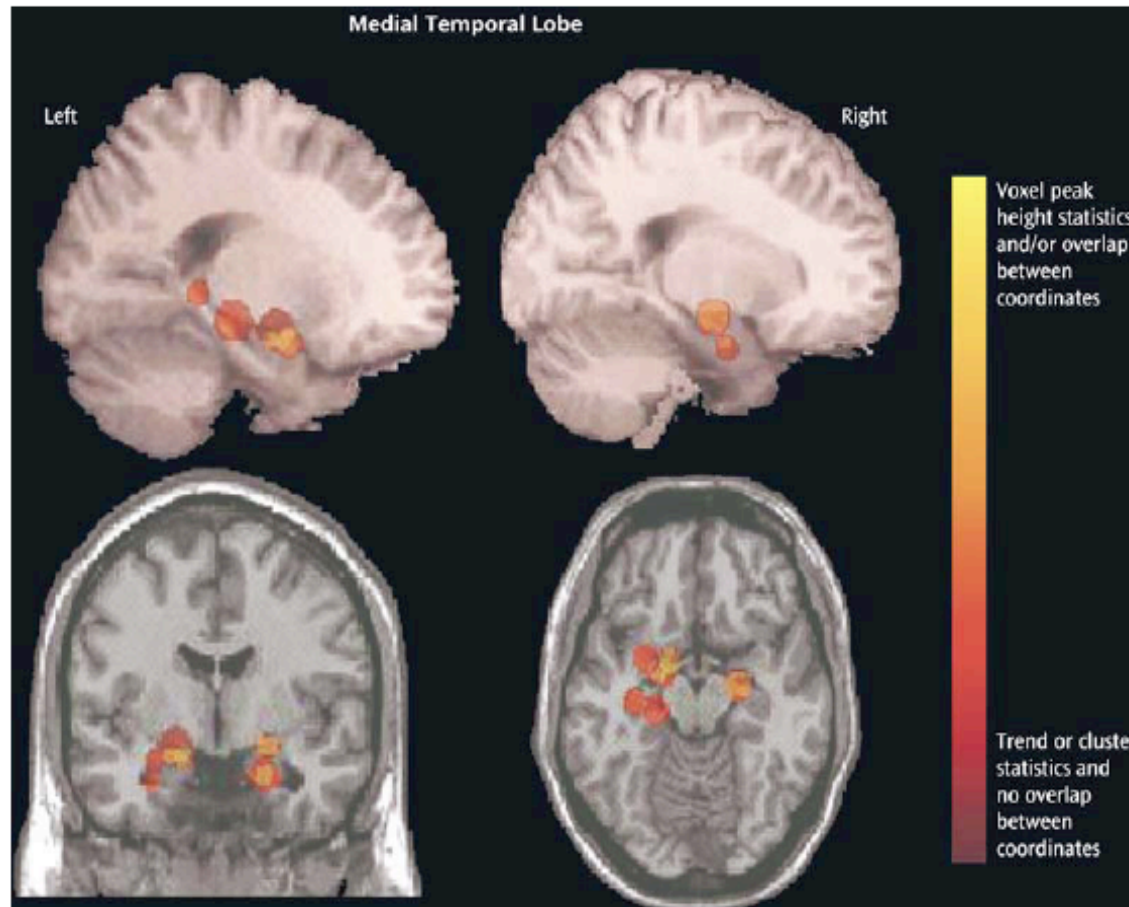 Medial Temporal Lobe
Left
Right
Voxel peak
height statistics
and/or overlap
between
coordinates
Trend or cluste
statistics and
no overlap
between
coordinates